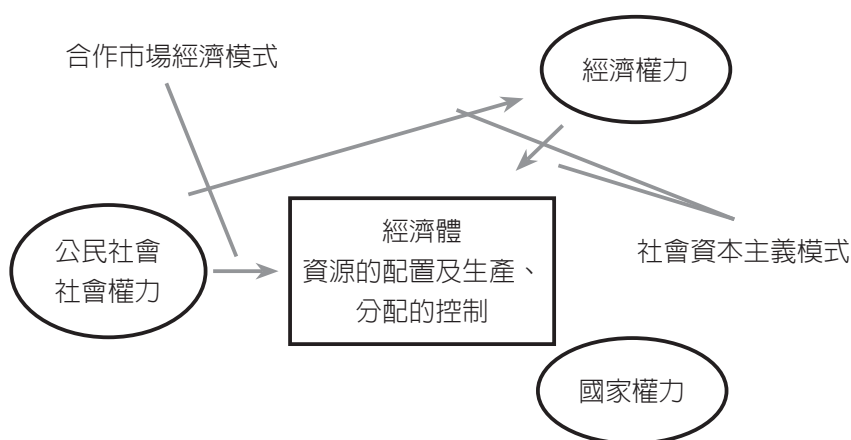 合作市場經濟模式
經濟權力
公民社會
社會權力
經濟體
資源的配置及生產、
分配的控制
社會資本主義模式
國家權力